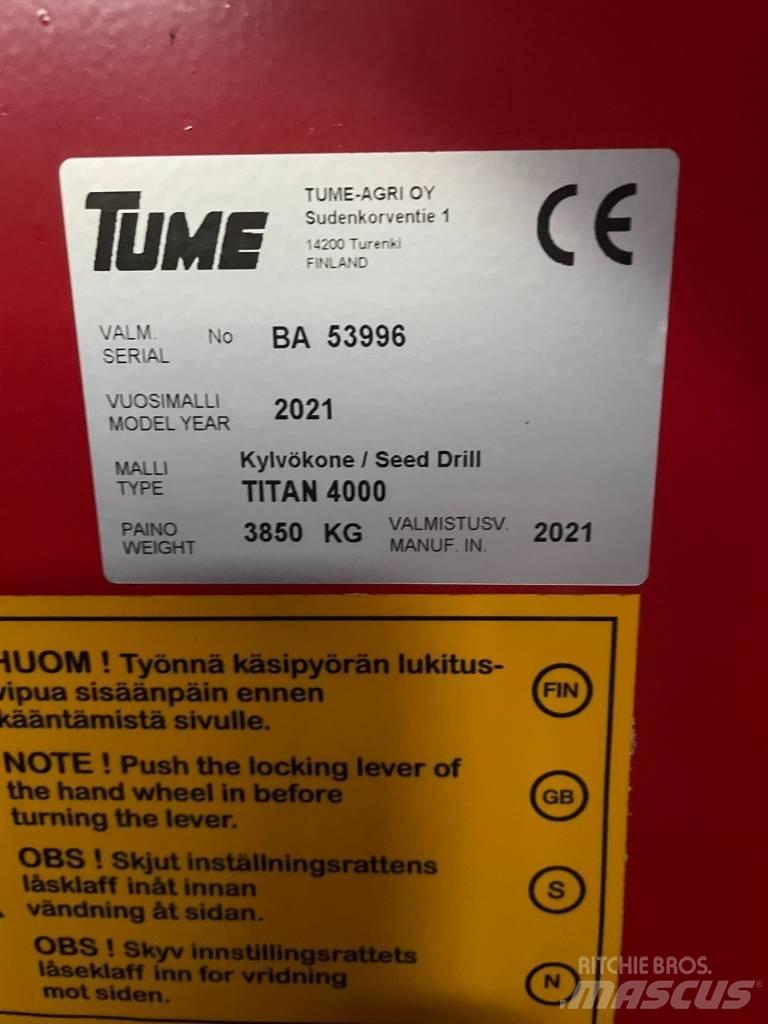 TUME
TUME-AGRI OY
Sudenkorventie 1
14200 Turenki
FINLAND
CE
VALM. No BA 53996
SERIAL
VUOSIMALLI 2021
MODEL YEAR
MALLI Kylvökone / Seed Drill
TYPE TITAN 4000
PAINO 3850 KG VALMISTUSV. 2021
WEIGHT MANUF. IN.
HUOM ! Työnnä käsipyörän lukitus-
vipua sisäänpäin ennen
kääntämistä sivulle.
FIN
NOTE ! Push the locking lever of
the hand wheel in before
turning the lever.
GB
OBS ! Skjut inställningsrattens
låsklaff inåt innan
vändning åt sidan.
S
OBS ! Skyv innstillingsrattets
låseklaff inn for vridning
mot siden.
N
RITCHIE BROS.
MASCUS